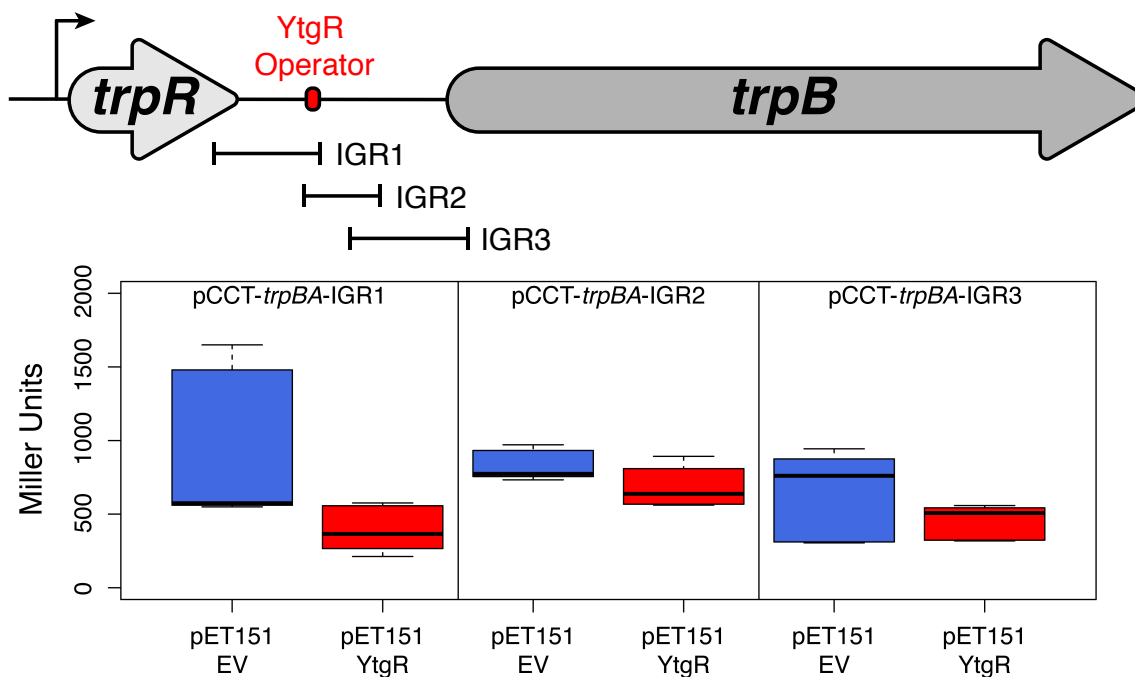 YtgR
Operator
trpR
trpB
IGR1
IGR2
IGR3
pCCT-trpBA-IGR1
pCCT-trpBA-IGR2
pCCT-trpBA-IGR3
Miller Units
2000
1500
1000
500
0
pET151
EV
pET151
YtgR
pET151
EV
pET151
YtgR
pET151
EV
pET151
YtgR